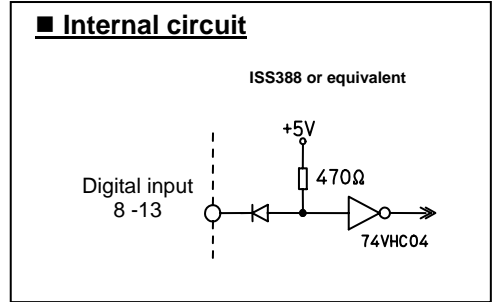 ■ Internal circuit
ISS388 or equivalent
+5V
470Ω
Digital input
8 -13
74VHC04